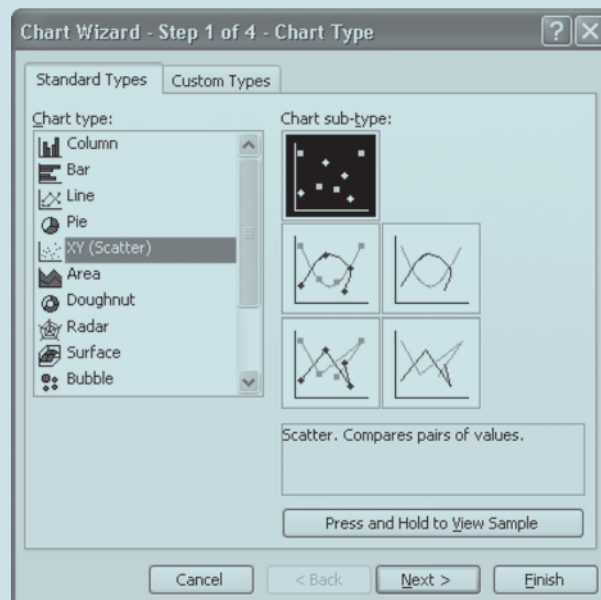 Chart Wizard - Step 1 of 4 - Chart Type
Standard Types
Custom Types
Chart type:
Column
Bar
Line
Pie
XY (Scatter)
Area
Doughnut
Radar
Surface
Bubble
Chart sub-type:
Scatter. Compares pairs of values.
Press and Hold to View Sample
Cancel
< Back
Next >
Finish